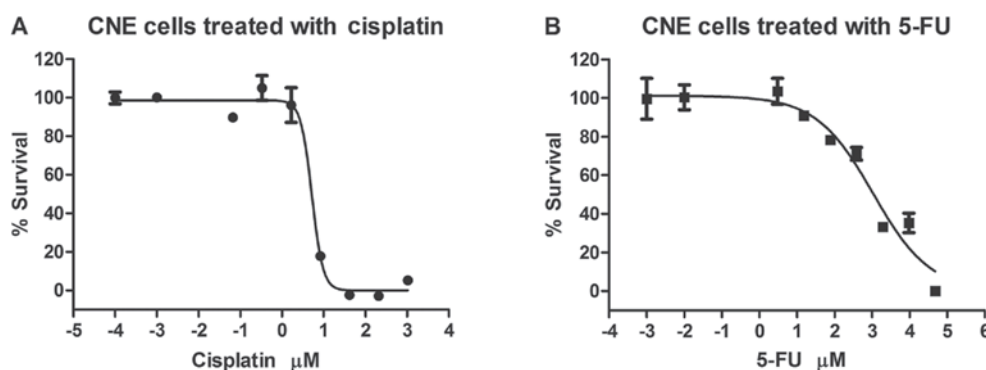 A CNE cells treated with cisplatin
120
100
80
60
40
20
0
% Survival
-5 -4 -3 -2 -1 0 1 2 3 4
Cisplatin μM
B CNE cells treated with 5-FU
120
100
80
60
40
20
0
% Survival
-4 -3 -2 -1 0 1 2 3 4 5 6
5-FU μM